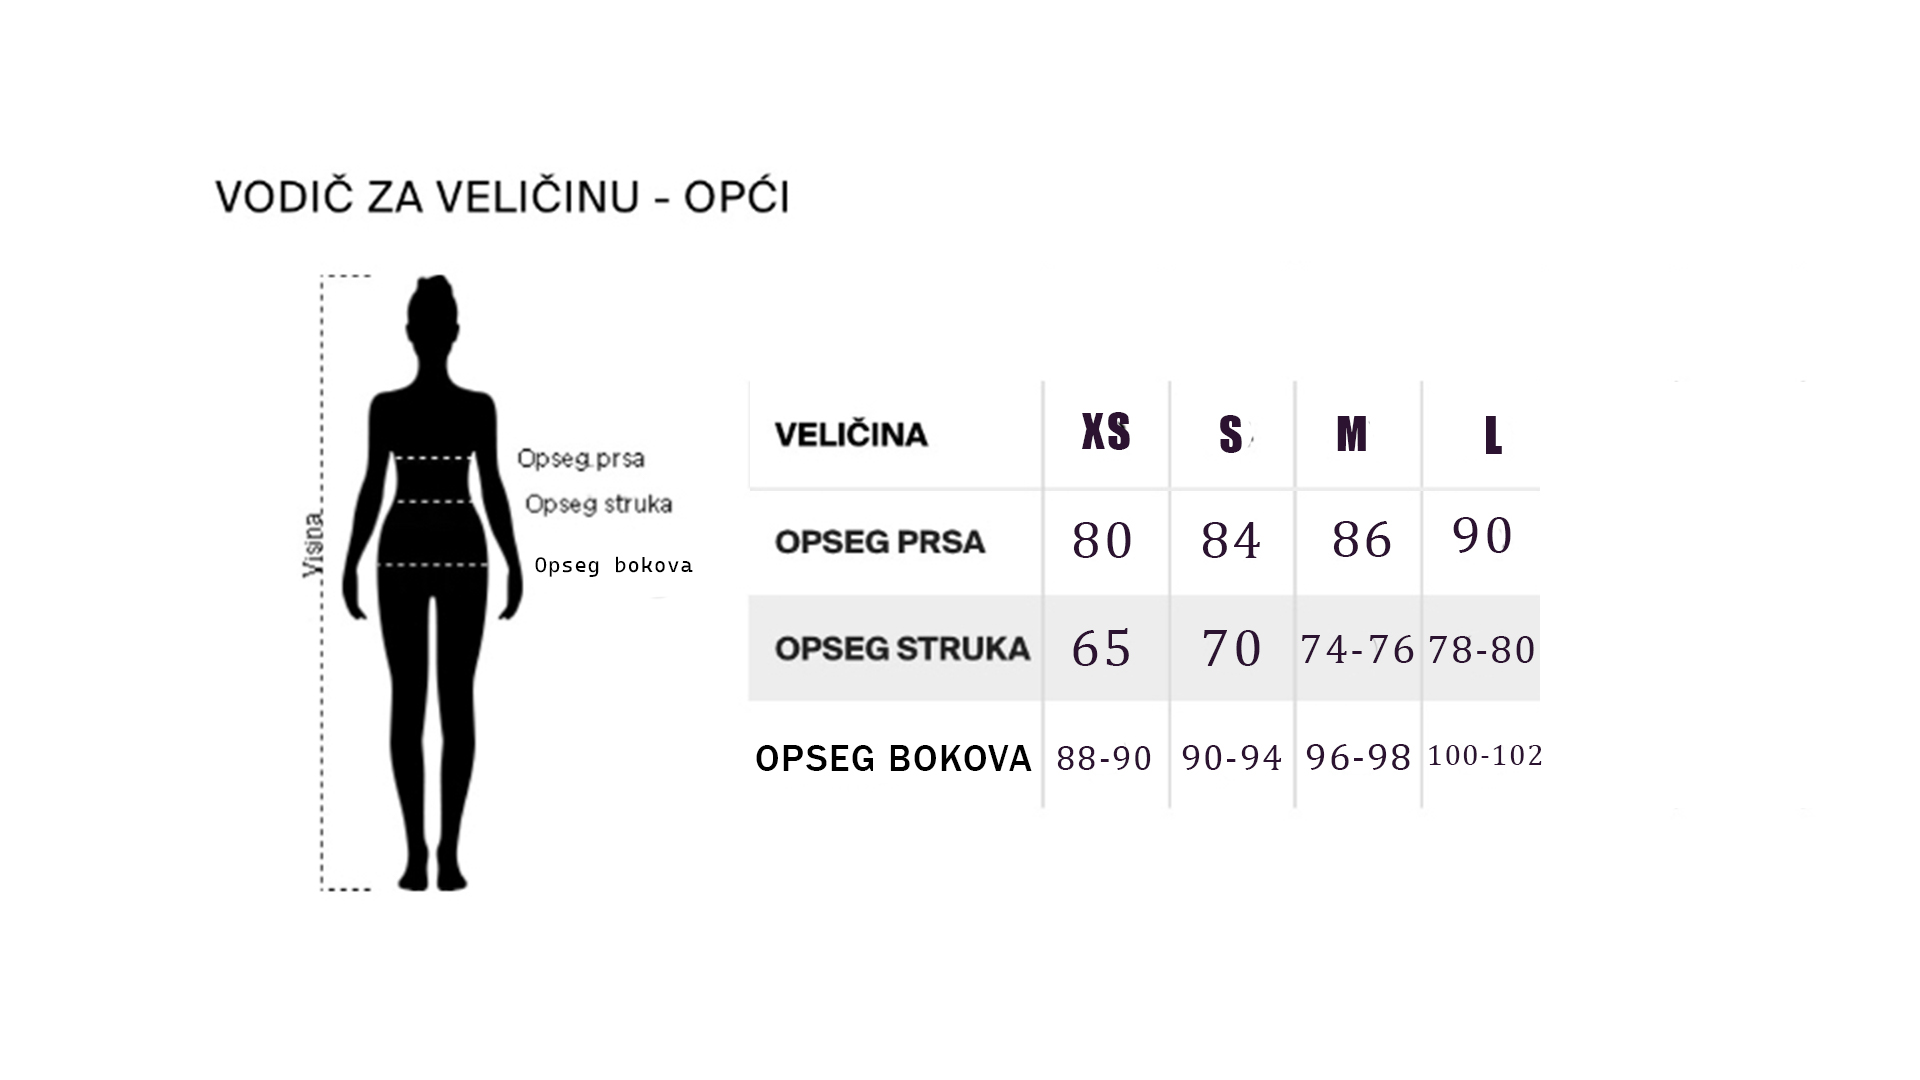 VODIČ ZA VELIČINU - OPĆI
Visina
Opseg prsa
Opseg struka
Opseg bokova
VELIČINA XS S M L
OPSEG PRSA 80 84 86 90
OPSEG STRUKA 65 70 74-76 78-80
OPSEG BOKOVA 88-90 90-94 96-98 100-102